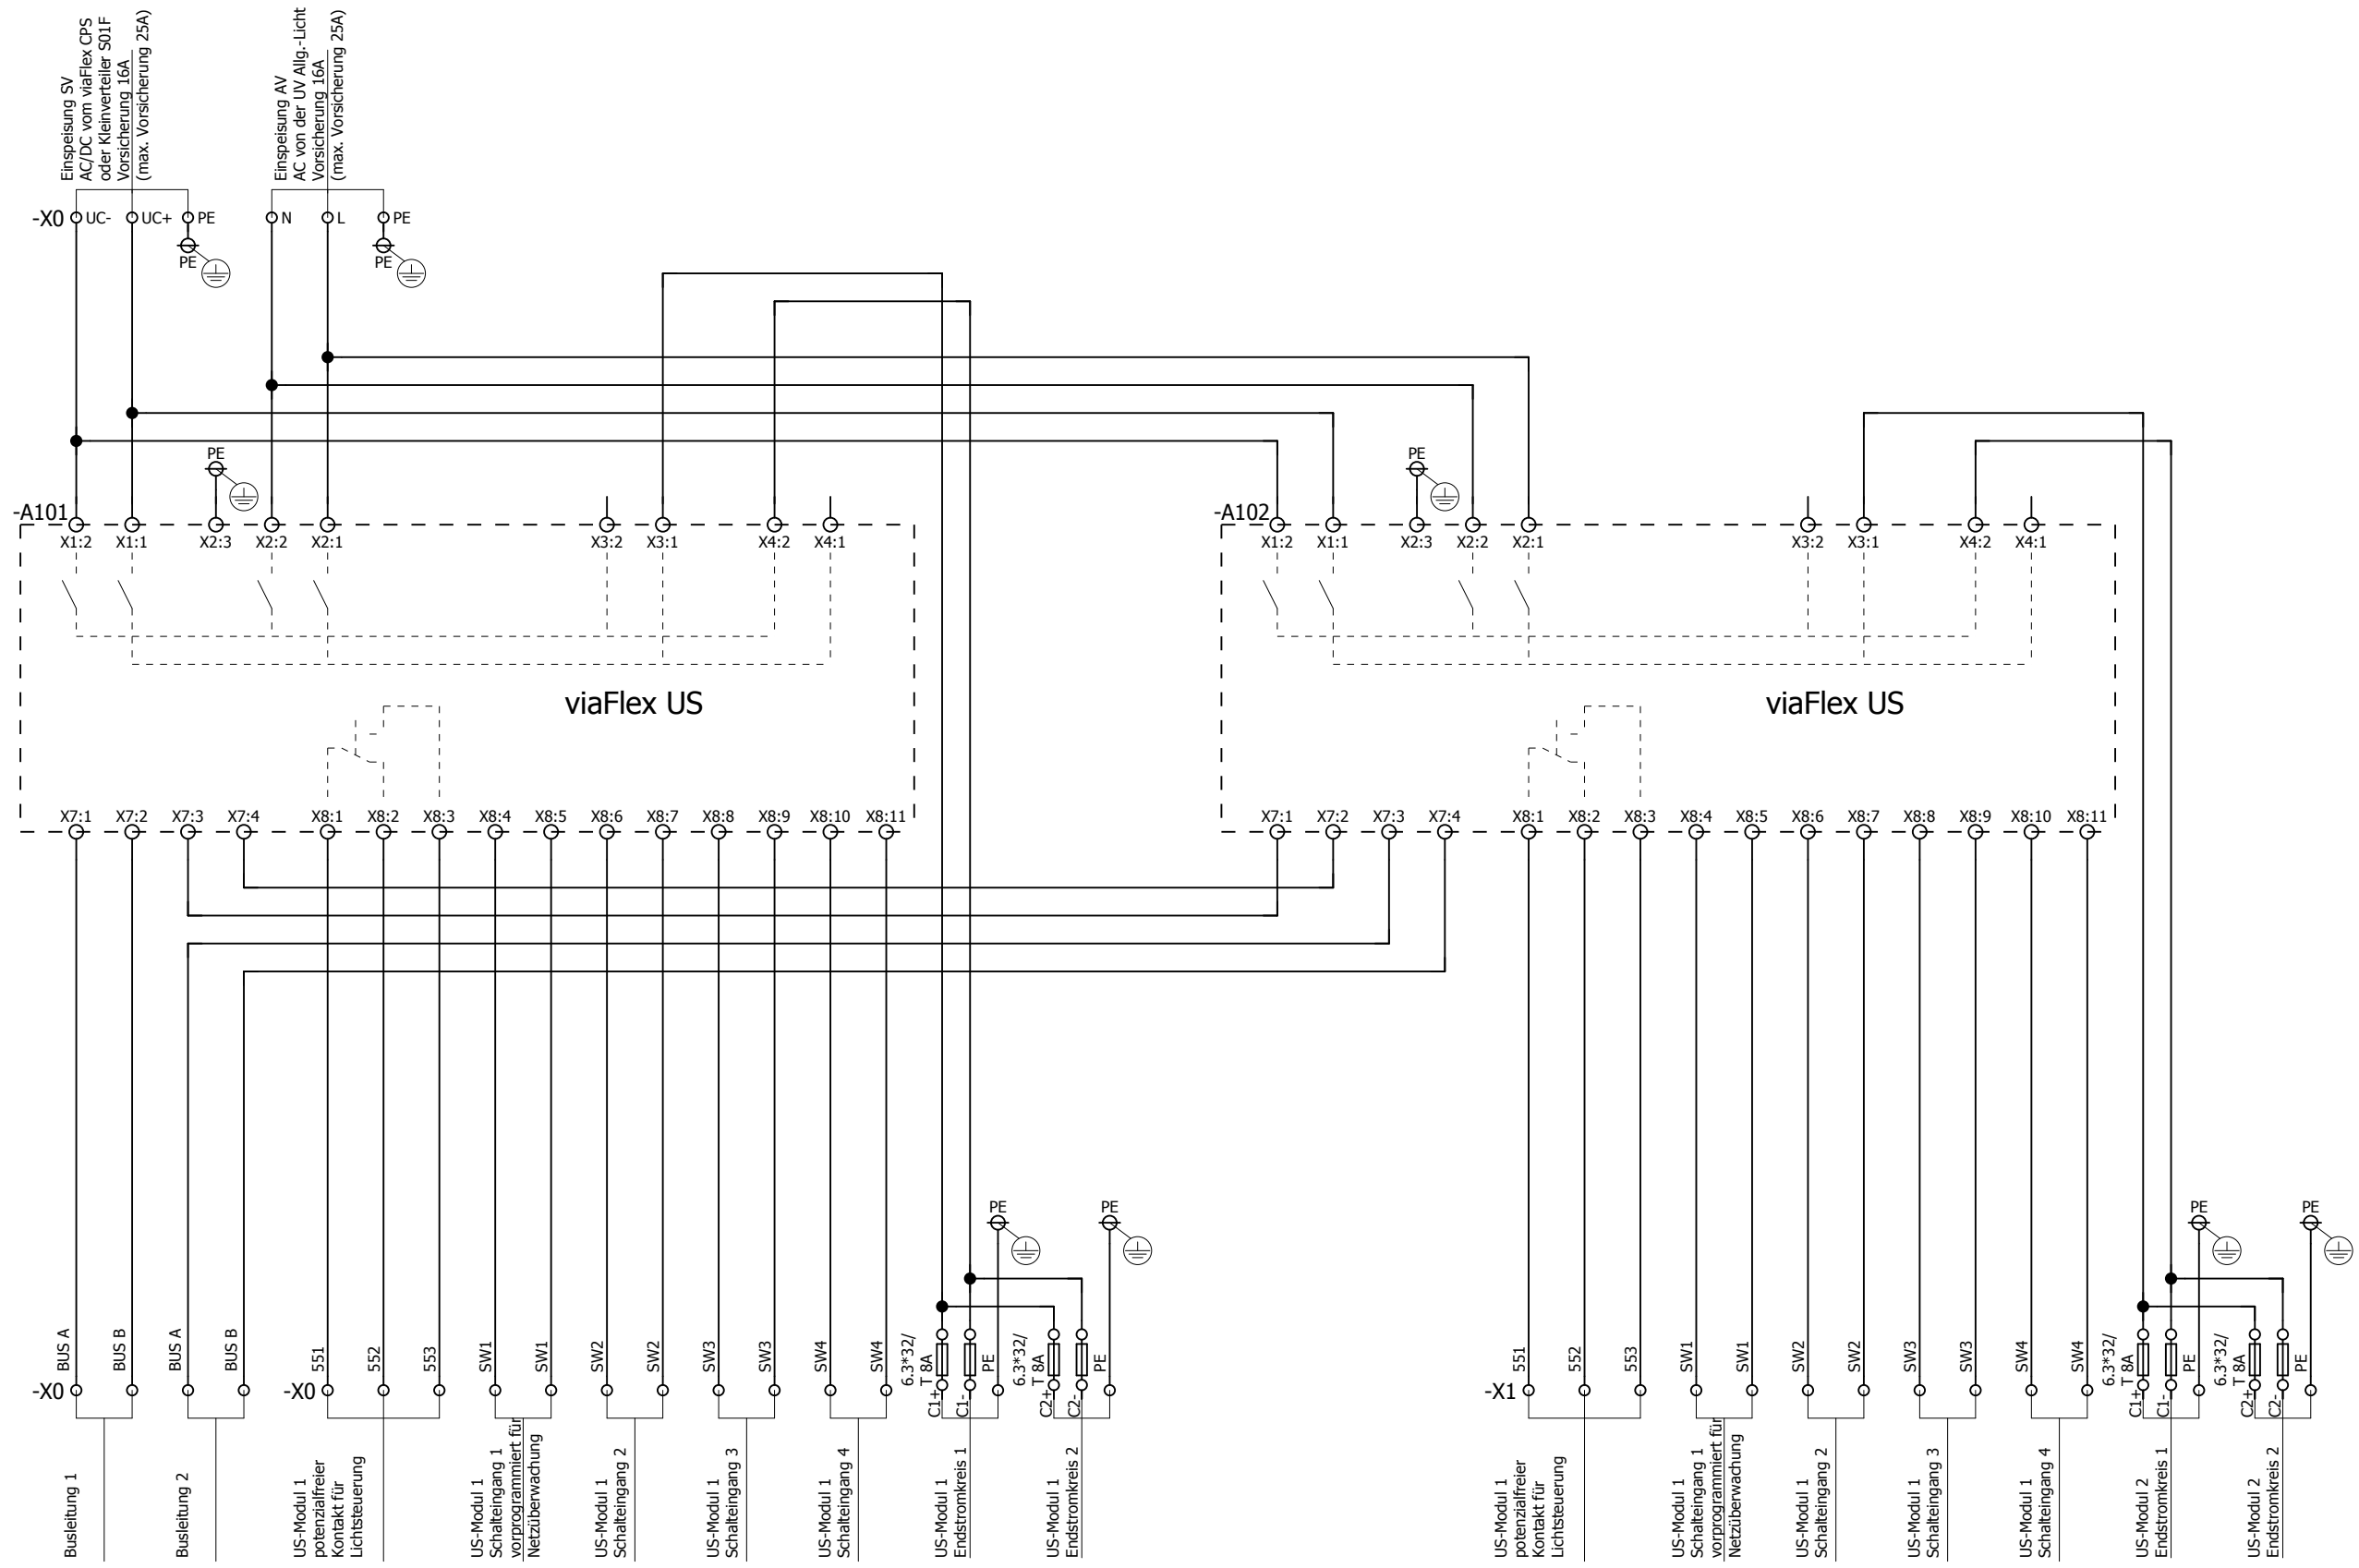 Einspeisung SV
AC/DC vom viaFlex CPS
oder Kleinverteiler S01F
Vorsicherung 16A
(max. Vorsicherung 25A)
Einspeisung AV
AC von der UV Allg.-Licht
Vorsicherung 16A
(max. Vorsicherung 25A)
-X0 UC- UC+ PE N L PE
PE PE
PE PE
-A101 -A102
X1:2 X1:1 X2:3 X2:2 X2:1 X3:2 X3:1 X4:2 X4:1
X1:2 X1:1 X2:3 X2:2 X2:1 X3:2 X3:1 X4:2 X4:1
viaFlex US
viaFlex US
X7:1 X7:2 X7:3 X7:4 X8:1 X8:2 X8:3 X8:4 X8:5 X8:6 X8:7 X8:8 X8:9 X8:10 X8:11
X7:1 X7:2 X7:3 X7:4 X8:1 X8:2 X8:3 X8:4 X8:5 X8:6 X8:7 X8:8 X8:9 X8:10 X8:11
PE PE
PE PE
-X0 BUS A BUS B BUS A BUS B
-X0 551 552 553 SW1 SW1 SW2 SW2 SW3 SW3 SW4 SW4
6.3*32/
T 8A
C1+ C1- PE
6.3*32/
T 8A
C2+ C2- PE
-X1 551 552 553 SW1 SW1 SW2 SW2 SW3 SW3 SW4 SW4
6.3*32/
T 8A
C1+ C1- PE
6.3*32/
T 8A
C2+ C2- PE
Busleitung 1
Busleitung 2
US-Modul 1
potenzialfreier
Kontakt für
Lichtsteuerung
US-Modul 1
Schalteingang 1
vorprogrammiert für
Netzüberwachung
US-Modul 1
Schalteingang 2
US-Modul 1
Schalteingang 3
US-Modul 1
Schalteingang 4
US-Modul 1
Endstromkreis 1
US-Modul 1
Endstromkreis 2
US-Modul 1
potenzialfreier
Kontakt für
Lichtsteuerung
US-Modul 1
Schalteingang 1
vorprogrammiert für
Netzüberwachung
US-Modul 1
Schalteingang 2
US-Modul 1
Schalteingang 3
US-Modul 1
Schalteingang 4
US-Modul 2
Endstromkreis 1
US-Modul 2
Endstromkreis 2